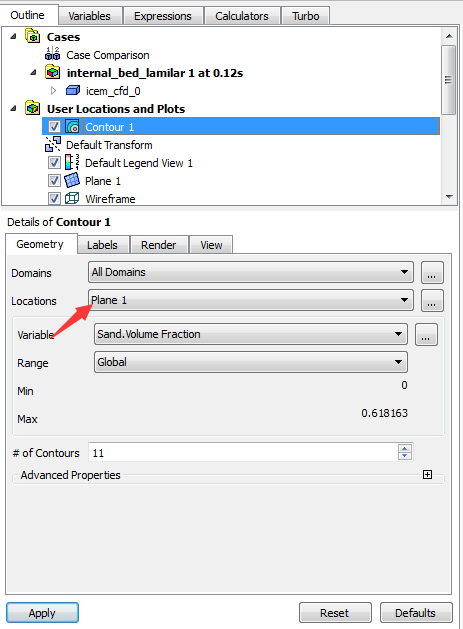 Outline Variables Expressions Calculators Turbo
Cases
Case Comparison
internal_bed_lamilar 1 at 0.12s
icem_cfd_0
User Locations and Plots
Contour 1
Default Transform
Default Legend View 1
Plane 1
Wireframe
Details of Contour 1
Geometry Labels Render View
Domains All Domains ...
Locations Plane 1 ...
Variable Sand.Volume Fraction ...
Range Global
Min 0
Max 0.618163
# of Contours 11
Advanced Properties
Apply Reset Defaults